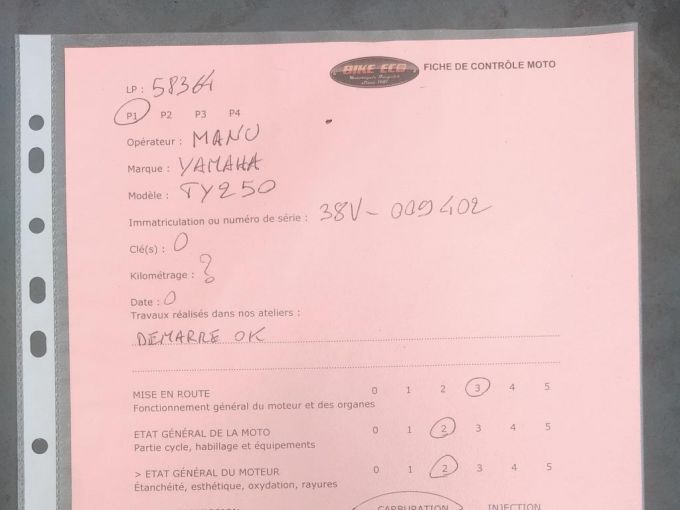 BIKE ECO
FICHE DE CONTRÔLE MOTO
LP : 58364
P1 P2 P3 P4
Opérateur : MANU
Marque : YAMAHA
Modèle : TY250
Immatriculation ou numéro de série : 38V-009402
Clé(s) : 0
Kilométrage : ?
Date : 0
Travaux réalisés dans nos ateliers :
DEMARRE OK
MISE EN ROUTE 0 1 2 3 4 5
Fonctionnement général du moteur et des organes
ETAT GÉNÉRAL DE LA MOTO 0 1 2 3 4 5
Partie cycle, habillage et équipements
> ETAT GÉNÉRAL DU MOTEUR 0 1 2 3 4 5
Étanchéité, esthétique, oxydation, rayures
CARBURATION INJECTION